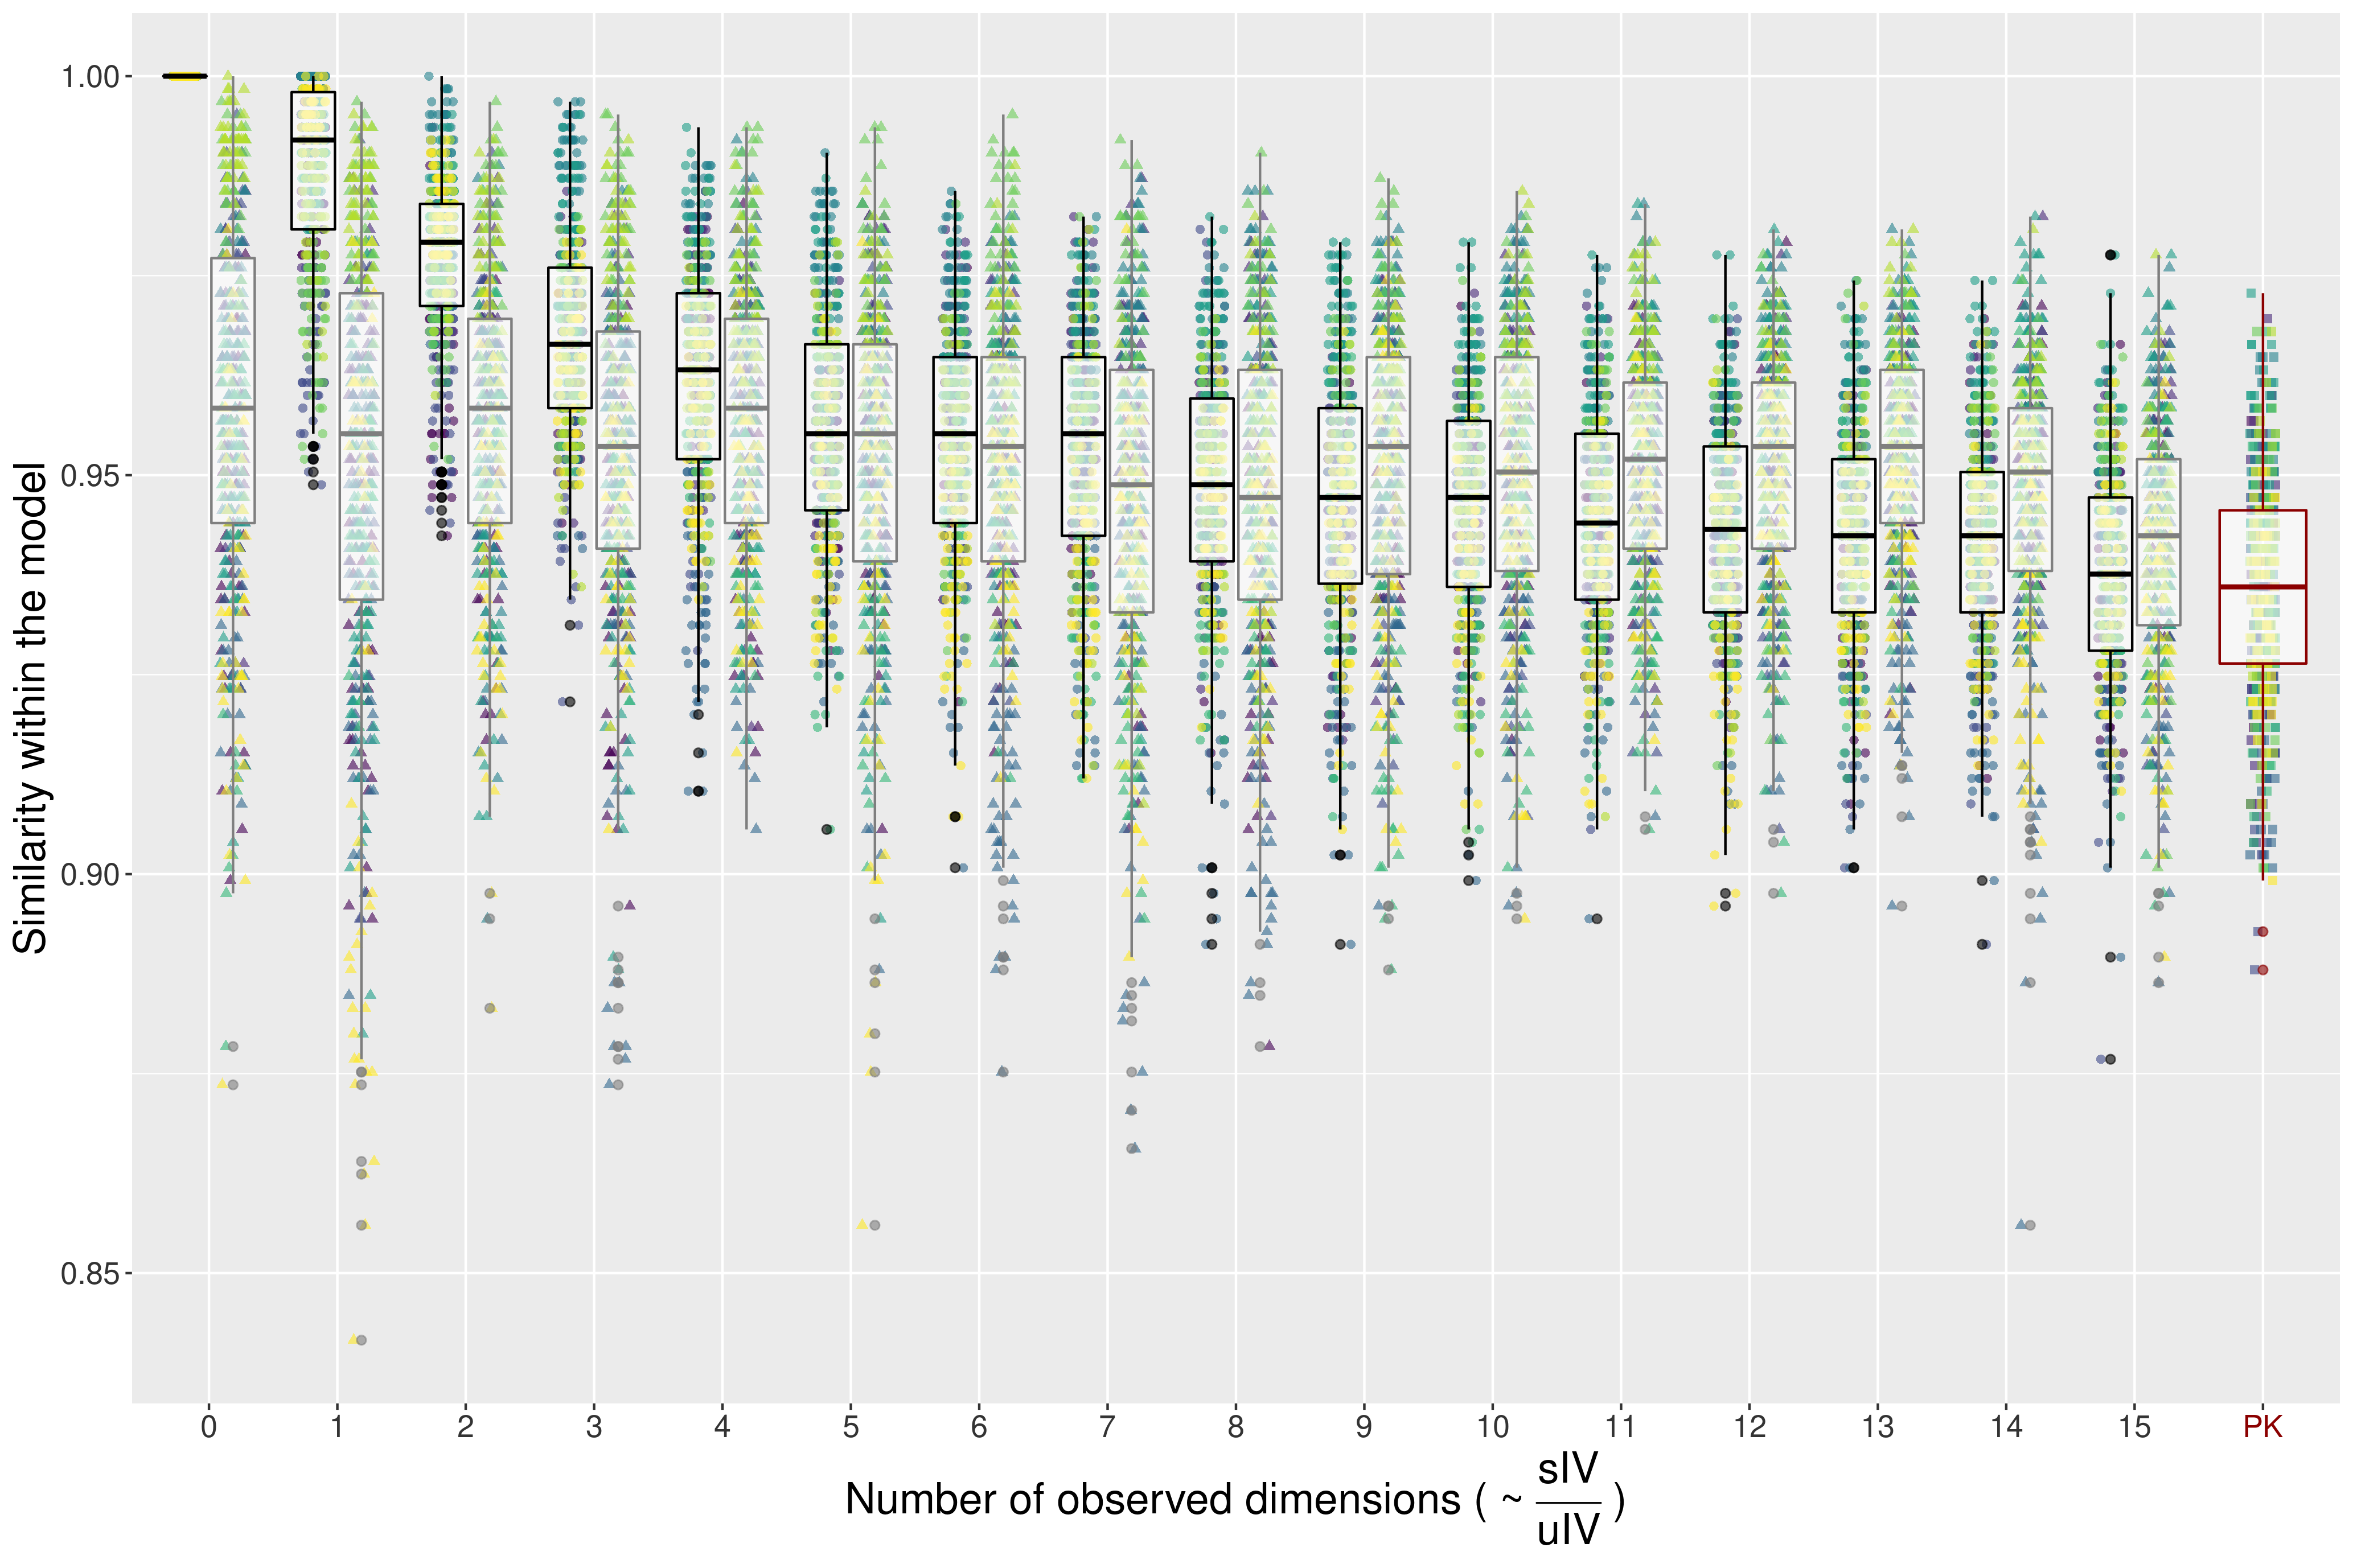 1.00
0.95
0.90
0.85
Similarity within the model
0 1 2 3 4 5 6 7 8 9 10 11 12 13 14 15 PK
Number of observed dimensions ( ~ sIV / uIV )